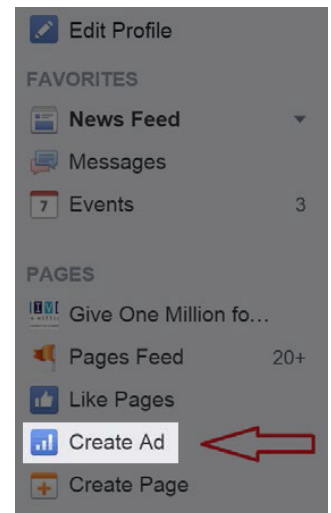 Edit Profile
FAVORITES
News Feed
Messages
7 Events 3
PAGES
Give One Million fo...
Pages Feed 20+
Like Pages
Create Ad
Create Page